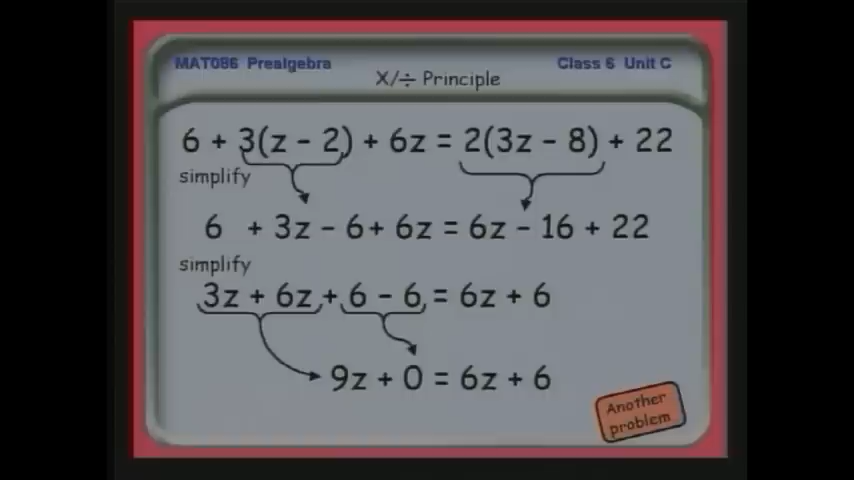 MAT086 Prealgebra
Class 6 Unit C
X/÷ Principle
6 + 3(z - 2) + 6z = 2(3z - 8) + 22
simplify
6 + 3z - 6 + 6z = 6z - 16 + 22
simplify
3z + 6z + 6 - 6 = 6z + 6
9z + 0 = 6z + 6
Another
problem